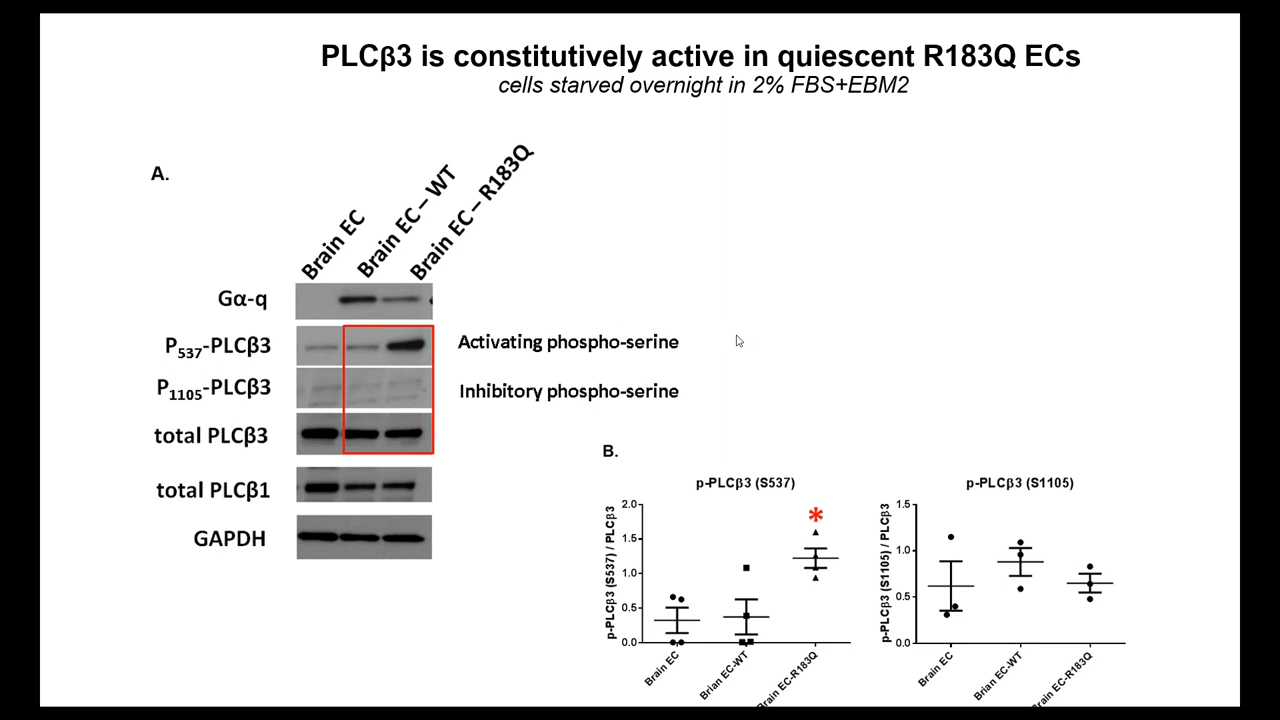 PLCβ3 is constitutively active in quiescent R183Q ECs
cells starved overnight in 2% FBS+EBM2
A.
Brain EC
Brain EC – WT
Brain EC – R183Q
Gα-q
P537-PLCβ3
Activating phospho-serine
P1105-PLCβ3
Inhibitory phospho-serine
total PLCβ3
total PLCβ1
GAPDH
B.
p-PLCβ3 (S537)
p-PLCβ3 (S537) / PLCβ3
2.0
1.5
1.0
0.5
0.0
*
Brain EC
Brian EC-WT
Brain EC-R183Q
p-PLCβ3 (S1105)
p-PLCβ3 (S1105) / PLCβ3
1.5
1.0
0.5
0.0
Brain EC
Brian EC-WT
Brain EC-R183Q